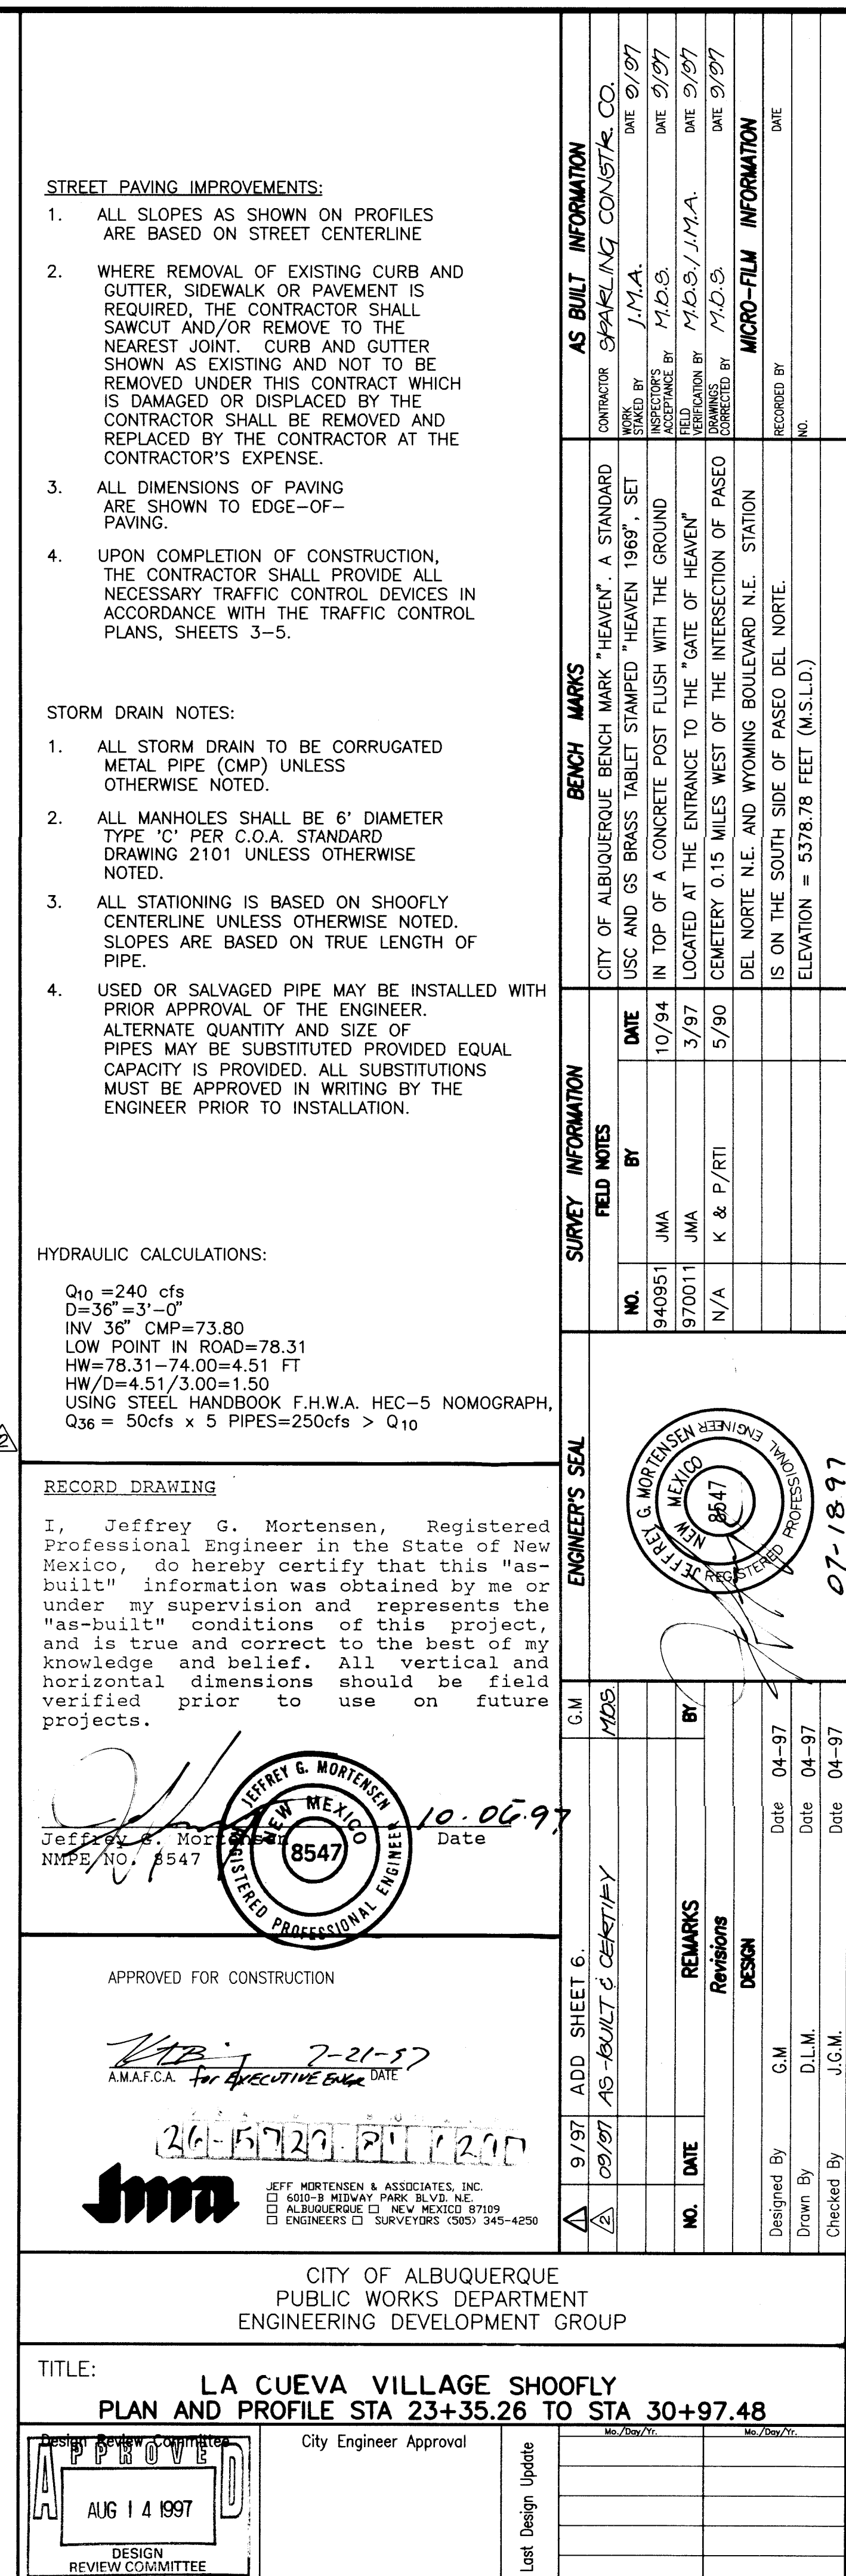 STREET PAVING IMPROVEMENTS:
1. ALL SLOPES AS SHOWN ON PROFILES
ARE BASED ON STREET CENTERLINE
2. WHERE REMOVAL OF EXISTING CURB AND
GUTTER, SIDEWALK OR PAVEMENT IS
REQUIRED, THE CONTRACTOR SHALL
SAWCUT AND/OR REMOVE TO THE
NEAREST JOINT. CURB AND GUTTER
SHOWN AS EXISTING AND NOT TO BE
REMOVED UNDER THIS CONTRACT WHICH
IS DAMAGED OR DISPLACED BY THE
CONTRACTOR SHALL BE REMOVED AND
REPLACED BY THE CONTRACTOR AT THE
CONTRACTOR'S EXPENSE.
3. ALL DIMENSIONS OF PAVING
ARE SHOWN TO EDGE-OF-
PAVING.
4. UPON COMPLETION OF CONSTRUCTION,
THE CONTRACTOR SHALL PROVIDE ALL
NECESSARY TRAFFIC CONTROL DEVICES IN
ACCORDANCE WITH THE TRAFFIC CONTROL
PLANS, SHEETS 3-5.
STORM DRAIN NOTES:
1. ALL STORM DRAIN TO BE CORRUGATED
METAL PIPE (CMP) UNLESS
OTHERWISE NOTED.
2. ALL MANHOLES SHALL BE 6' DIAMETER
TYPE 'C' PER C.O.A. STANDARD
DRAWING 2101 UNLESS OTHERWISE
NOTED.
3. ALL STATIONING IS BASED ON SHOOFLY
CENTERLINE UNLESS OTHERWISE NOTED.
SLOPES ARE BASED ON TRUE LENGTH OF
PIPE.
4. USED OR SALVAGED PIPE MAY BE INSTALLED WITH
PRIOR APPROVAL OF THE ENGINEER.
ALTERNATE QUANTITY AND SIZE OF
PIPES MAY BE SUBSTITUTED PROVIDED EQUAL
CAPACITY IS PROVIDED. ALL SUBSTITUTIONS
MUST BE APPROVED IN WRITING BY THE
ENGINEER PRIOR TO INSTALLATION.
HYDRAULIC CALCULATIONS:
Q10 =240 cfs
D=36"=3'-0"
INV 36" CMP=73.80
LOW POINT IN ROAD=78.31
HW=78.31-74.00=4.51 FT
HW/D=4.51/3.00=1.50
USING STEEL HANDBOOK F.H.W.A. HEC-5 NOMOGRAPH,
Q36 = 50cfs x 5 PIPES=250cfs > Q10
2
RECORD DRAWING
I, Jeffrey G. Mortensen, Registered
Professional Engineer in the State of New
Mexico, do hereby certify that this "as-
built" information was obtained by me or
under my supervision and represents the
"as-built" conditions of this project,
and is true and correct to the best of my
knowledge and belief. All vertical and
horizontal dimensions should be field
verified prior to use on future
projects.
10.06.97
Jeffrey G. Mortensen Date
NMPE NO. 8547
JEFFREY G. MORTENSEN
NEW MEXICO
8547
REGISTERED PROFESSIONAL ENGINEER
APPROVED FOR CONSTRUCTION
7-21-97
A.M.A.F.C.A. for EXECUTIVE ENGR DATE
jma
JEFF MORTENSEN & ASSOCIATES, INC.
6010-B MIDWAY PARK BLVD. N.E.
ALBUQUERQUE NEW MEXICO 87109
ENGINEERS SURVEYORS (505) 345-4250
AS BUILT INFORMATION
CONTRACTOR SPARLING CONSTR. CO.
WORK STAKED BY J.M.A. DATE 9/97
INSPECTOR'S ACCEPTANCE BY M.D.S. DATE 9/97
FIELD VERIFICATION BY M.D.S./J.M.A. DATE 9/97
DRAWINGS CORRECTED BY M.D.S. DATE 9/97
MICRO-FILM INFORMATION
RECORDED BY DATE
NO.
BENCH MARKS
CITY OF ALBUQUERQUE BENCH MARK "HEAVEN". A STANDARD
USC AND GS BRASS TABLET STAMPED "HEAVEN 1969", SET
IN TOP OF A CONCRETE POST FLUSH WITH THE GROUND
LOCATED AT THE ENTRANCE TO THE "GATE OF HEAVEN"
CEMETERY 0.15 MILES WEST OF THE INTERSECTION OF PASEO
DEL NORTE N.E. AND WYOMING BOULEVARD N.E. STATION
IS ON THE SOUTH SIDE OF PASEO DEL NORTE.
ELEVATION = 5378.78 FEET (M.S.L.D.)
SURVEY INFORMATION
FIELD NOTES
NO. BY DATE
940951 JMA 10/94
970011 JMA 3/97
N/A K & P/RTI 5/90
ENGINEER'S SEAL
JEFFREY G. MORTENSEN
NEW MEXICO
8547
REGISTERED PROFESSIONAL ENGINEER
07-18-97
1 9/97 ADD SHEET 6. G.M
2 09/97 AS-BUILT & CERTIFY MDS
NO. DATE REMARKS BY
Revisions
DESIGN
Designed By G.M Date 04-97
Drawn By D.L.M. Date 04-97
Checked By J.G.M. Date 04-97
CITY OF ALBUQUERQUE
PUBLIC WORKS DEPARTMENT
ENGINEERING DEVELOPMENT GROUP
TITLE:
LA CUEVA VILLAGE SHOOFLY
PLAN AND PROFILE STA 23+35.26 TO STA 30+97.48
Design Review Committee
APPROVED
AUG 14 1997
DESIGN
REVIEW COMMITTEE
City Engineer Approval
Last Design Update
Mo./Day/Yr. Mo./Day/Yr.